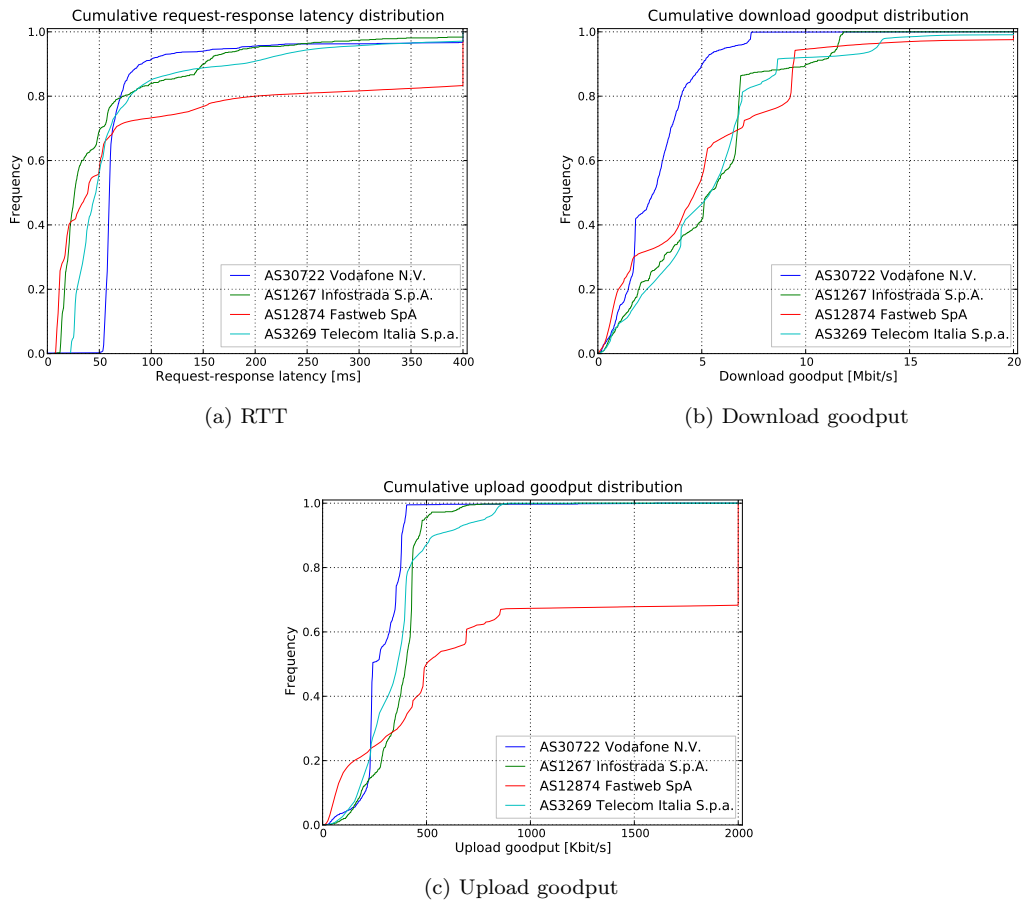 Cumulative request-response latency distribution
1.0
0.8
0.6
0.4
0.2
0.0
Frequency
0 50 100 150 200 250 300 350 400
Request-response latency [ms]
AS30722 Vodafone N.V.
AS1267 Infostrada S.p.A.
AS12874 Fastweb SpA
AS3269 Telecom Italia S.p.a.
(a) RTT
Cumulative download goodput distribution
1.0
0.8
0.6
0.4
0.2
0.0
Frequency
0 5 10 15 20
Download goodput [Mbit/s]
AS30722 Vodafone N.V.
AS1267 Infostrada S.p.A.
AS12874 Fastweb SpA
AS3269 Telecom Italia S.p.a.
(b) Download goodput
Cumulative upload goodput distribution
1.0
0.8
0.6
0.4
0.2
0.0
Frequency
0 500 1000 1500 2000
Upload goodput [Kbit/s]
AS30722 Vodafone N.V.
AS1267 Infostrada S.p.A.
AS12874 Fastweb SpA
AS3269 Telecom Italia S.p.a.
(c) Upload goodput